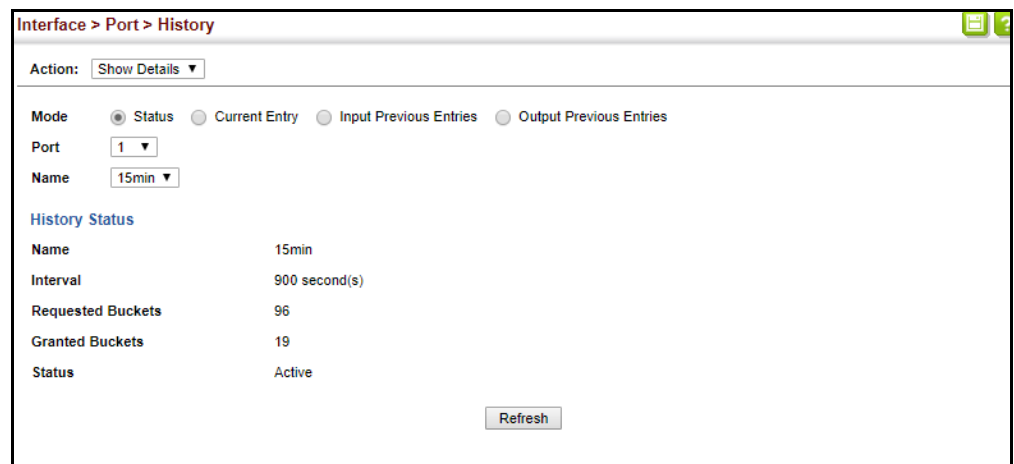 Interface > Port > History
?
Action: Show Details ▼
Mode Status Current Entry Input Previous Entries Output Previous Entries
Port 1 ▼
Name 15min ▼
History Status
Name 15min
Interval 900 second(s)
Requested Buckets 96
Granted Buckets 19
Status Active
Refresh